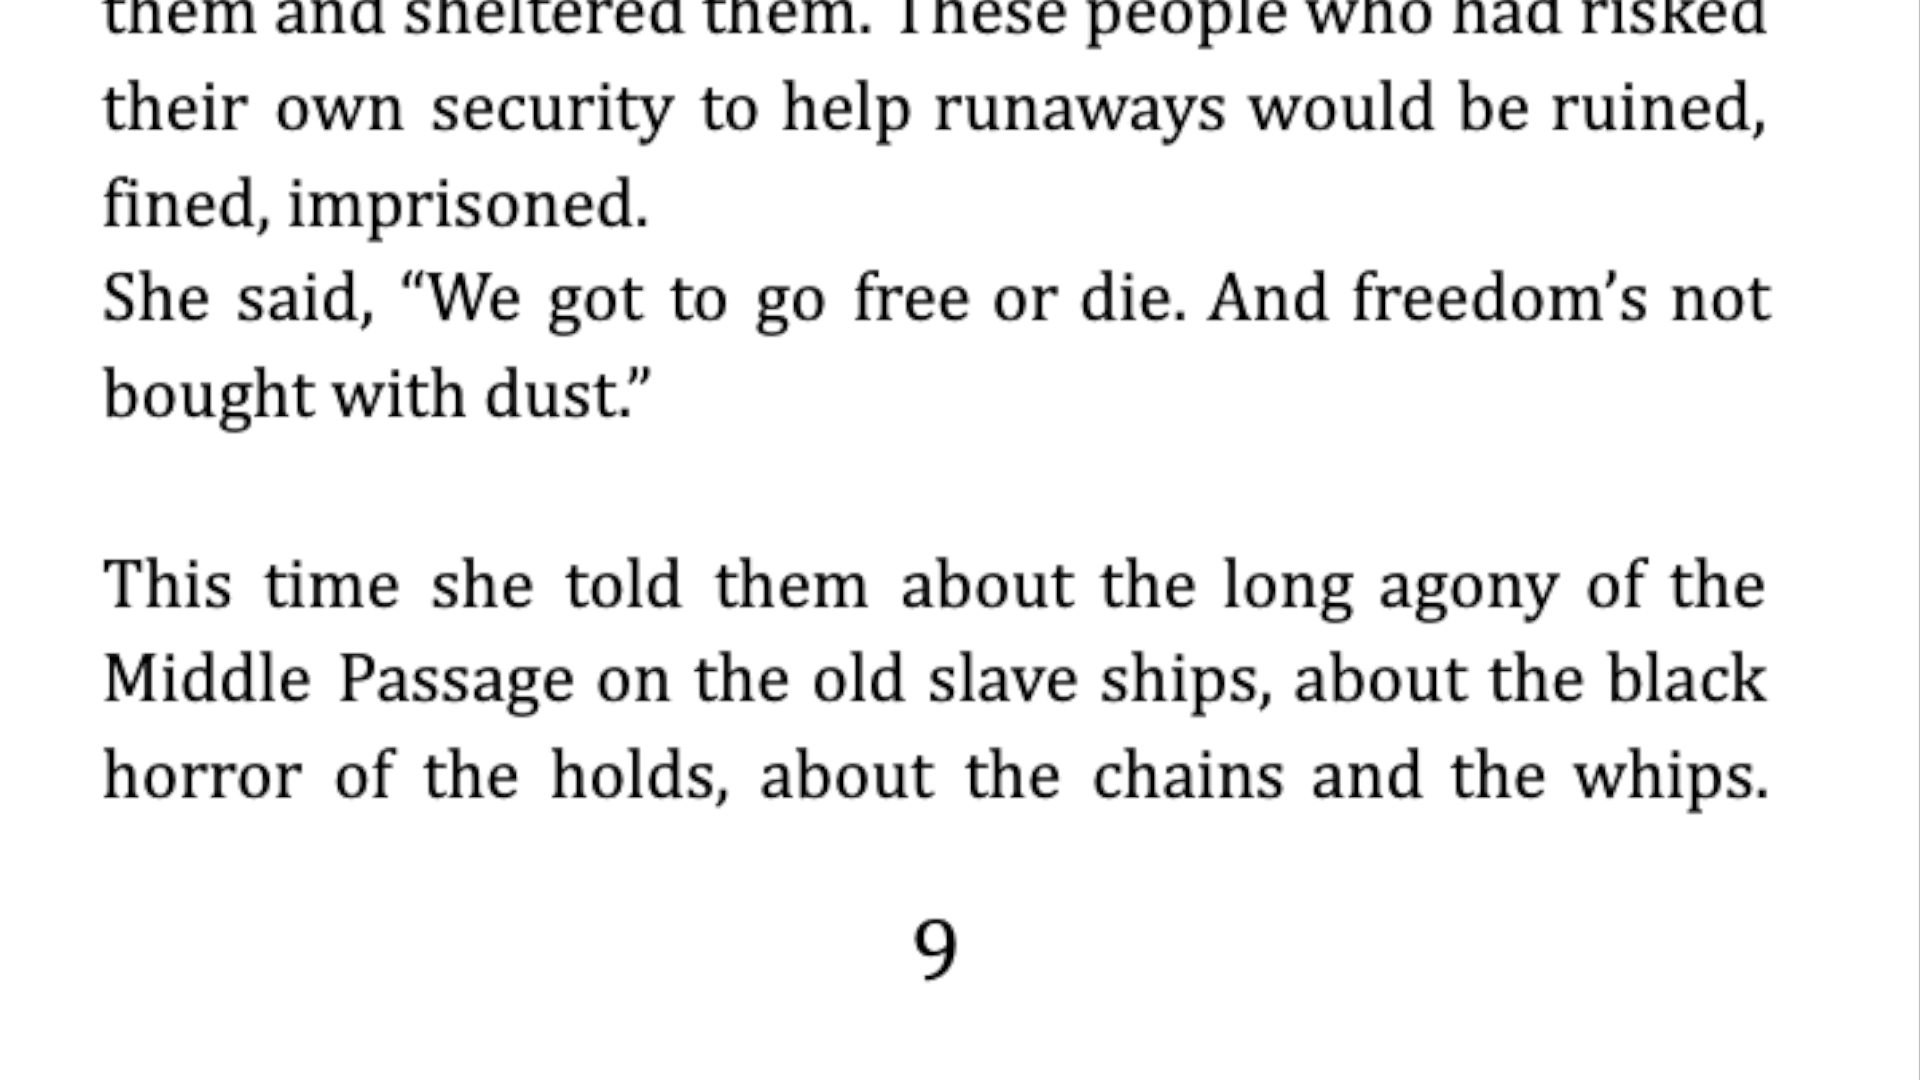 them and sheltered them. These people who had risked
their own security to help runaways would be ruined,
fined, imprisoned.
She said, “We got to go free or die. And freedom’s not
bought with dust.”
This time she told them about the long agony of the
Middle Passage on the old slave ships, about the black
horror of the holds, about the chains and the whips.
9